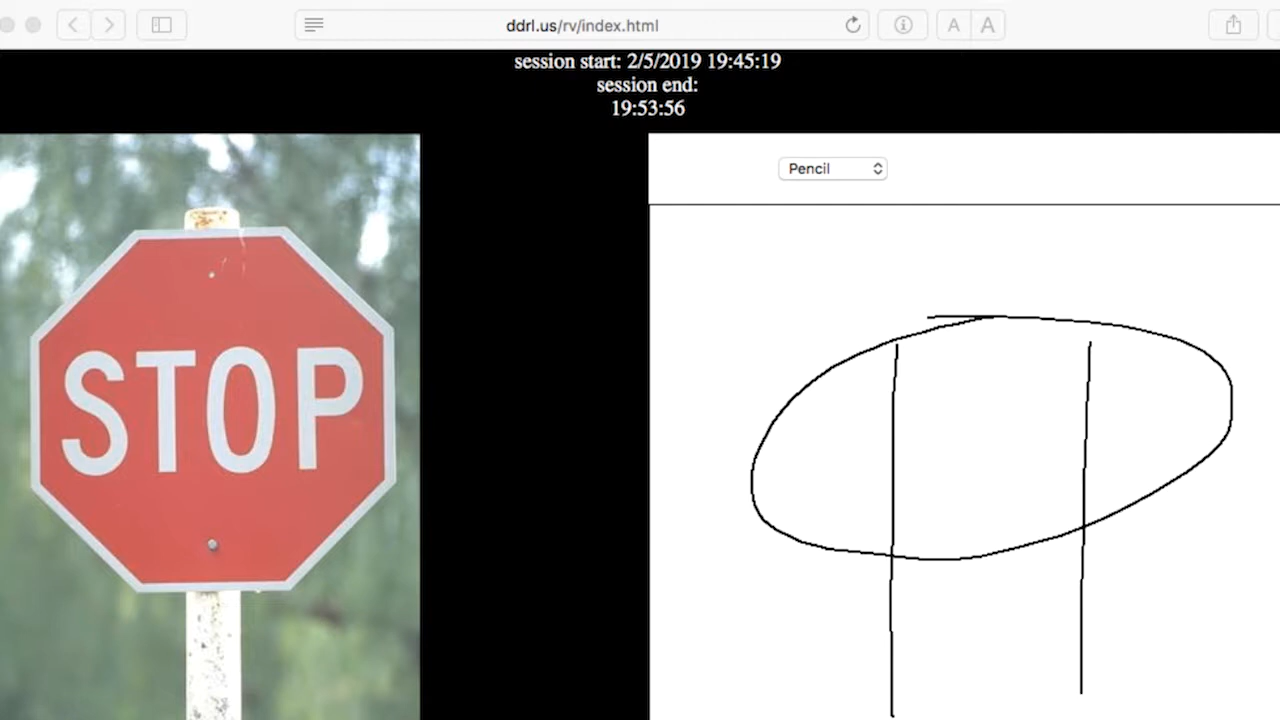 ddrl.us/rv/index.html
A A
session start: 2/5/2019 19:45:19
session end:
19:53:56
Pencil
STOP